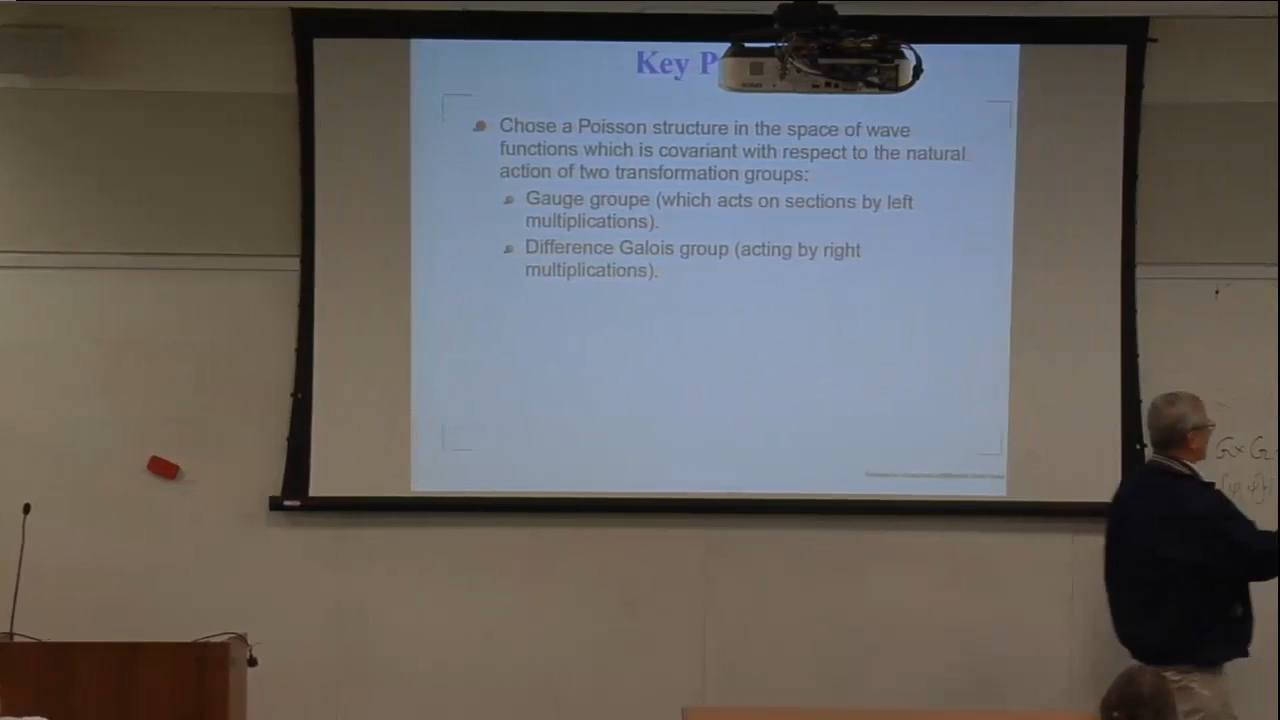 Key P
Chose a Poisson structure in the space of wave
functions which is covariant with respect to the natural
action of two transformation groups:
Gauge groupe (which acts on sections by left
multiplications).
Difference Galois group (acting by right
multiplications).